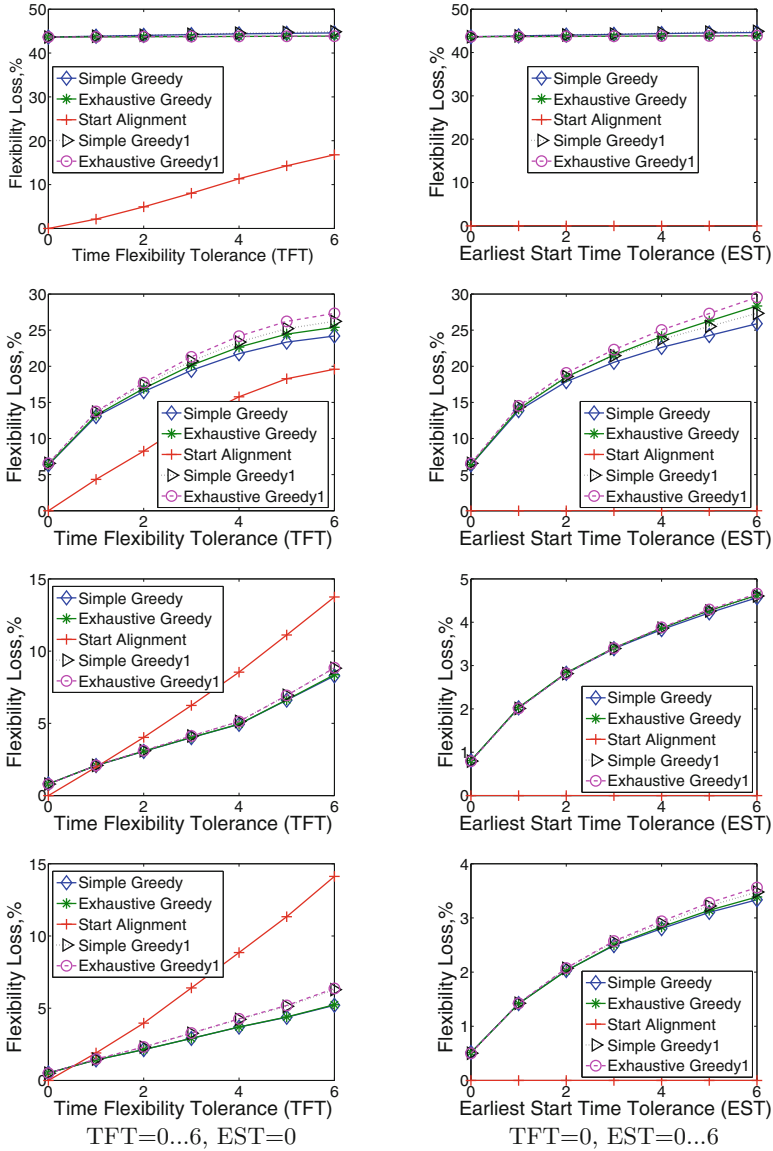 Flexibility Loss,%
50
40
30
20
10
0
Simple Greedy
Exhaustive Greedy
Start Alignment
Simple Greedy1
Exhaustive Greedy1
0 2 4 6
Time Flexibility Tolerance (TFT)
Flexibility Loss,%
50
40
30
20
10
0
Simple Greedy
Exhaustive Greedy
Start Alignment
Simple Greedy1
Exhaustive Greedy1
0 2 4 6
Earliest Start Time Tolerance (EST)
Flexibility Loss,%
30
25
20
15
10
5
0
Simple Greedy
Exhaustive Greedy
Start Alignment
Simple Greedy1
Exhaustive Greedy1
0 2 4 6
Time Flexibility Tolerance (TFT)
Flexibility Loss,%
30
25
20
15
10
5
0
Simple Greedy
Exhaustive Greedy
Start Alignment
Simple Greedy1
Exhaustive Greedy1
0 2 4 6
Earliest Start Time Tolerance (EST)
Flexibility Loss,%
15
10
5
0
Simple Greedy
Exhaustive Greedy
Start Alignment
Simple Greedy1
Exhaustive Greedy1
0 2 4 6
Time Flexibility Tolerance (TFT)
Flexibility Loss,%
5
4
3
2
1
0
Simple Greedy
Exhaustive Greedy
Start Alignment
Simple Greedy1
Exhaustive Greedy1
0 2 4 6
Earliest Start Time Tolerance (EST)
Flexibility Loss,%
15
10
5
0
Simple Greedy
Exhaustive Greedy
Start Alignment
Simple Greedy1
Exhaustive Greedy1
0 2 4 6
Time Flexibility Tolerance (TFT)
Flexibility Loss,%
4
3
2
1
0
Simple Greedy
Exhaustive Greedy
Start Alignment
Simple Greedy1
Exhaustive Greedy1
0 2 4 6
Earliest Start Time Tolerance (EST)
TFT=0...6, EST=0
TFT=0, EST=0...6